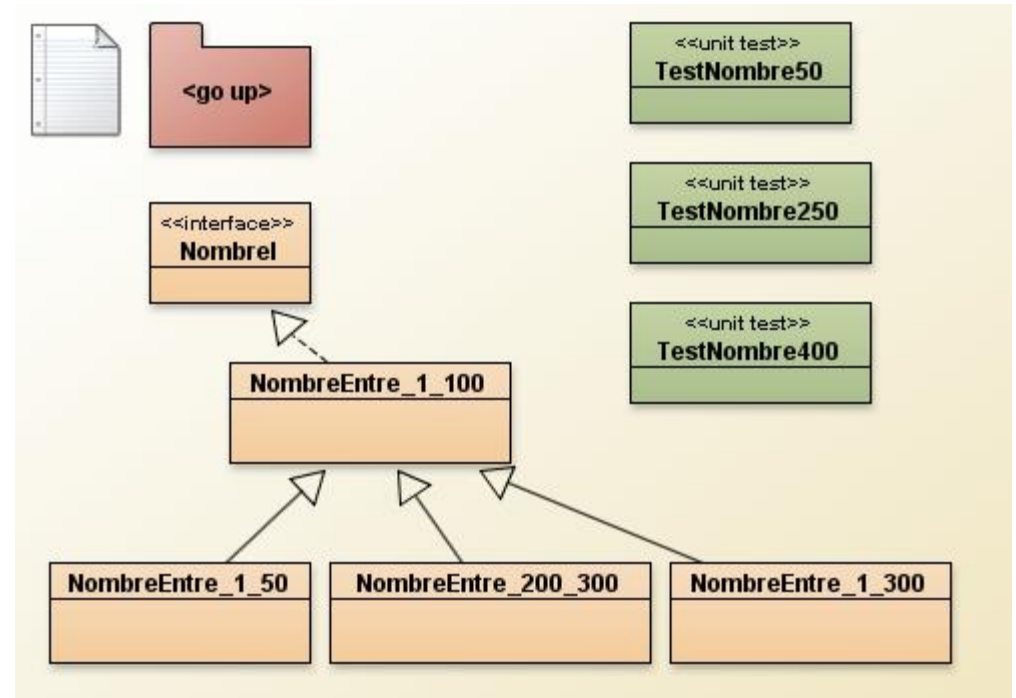 <go up>
<<unit test>>
TestNombre50
<<unit test>>
TestNombre250
<<interface>>
NombreI
<<unit test>>
TestNombre400
NombreEntre_1_100
NombreEntre_1_50
NombreEntre_200_300
NombreEntre_1_300